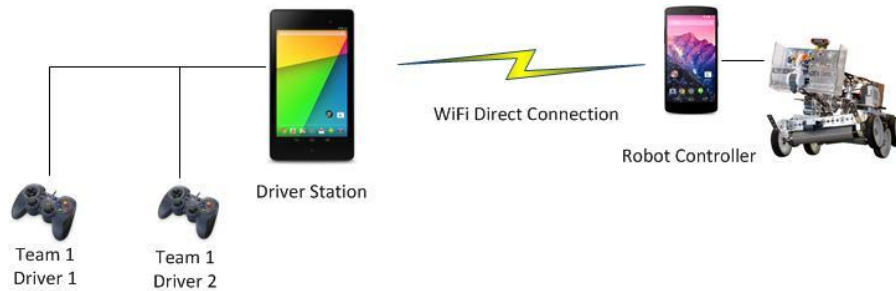 WiFi Direct Connection
Robot Controller
Driver Station
Team 1
Driver 1
Team 1
Driver 2